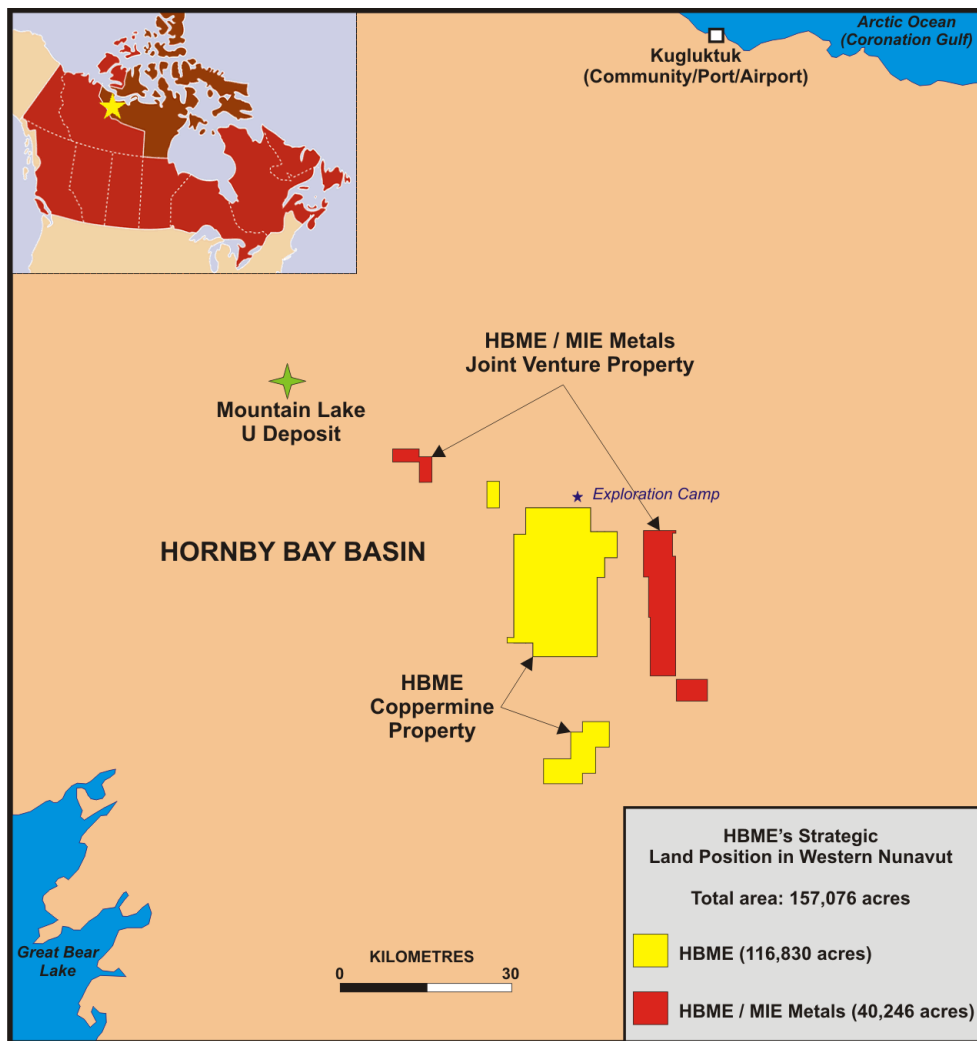 Arctic Ocean
(Coronation Gulf)
Kugluktuk
(Community/Port/Airport)
HBME / MIE Metals
Joint Venture Property
Mountain Lake
U Deposit
Exploration Camp
HORNBY BAY BASIN
HBME
Coppermine
Property
Great Bear
Lake
KILOMETRES
0 30
HBME’s Strategic
Land Position in Western Nunavut
Total area: 157,076 acres
HBME (116,830 acres)
HBME / MIE Metals (40,246 acres)